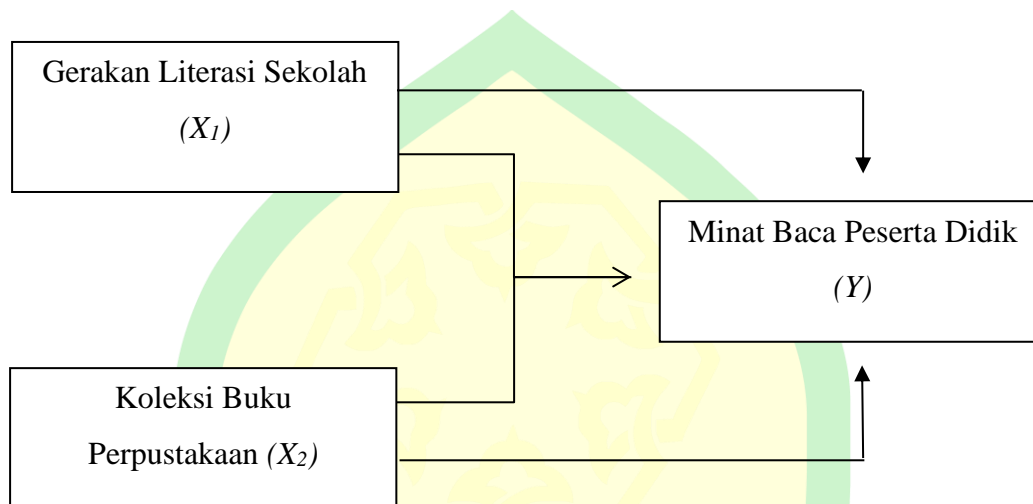 Gerakan Literasi Sekolah
(X1)
Minat Baca Peserta Didik
(Y)
Koleksi Buku
Perpustakaan (X2)